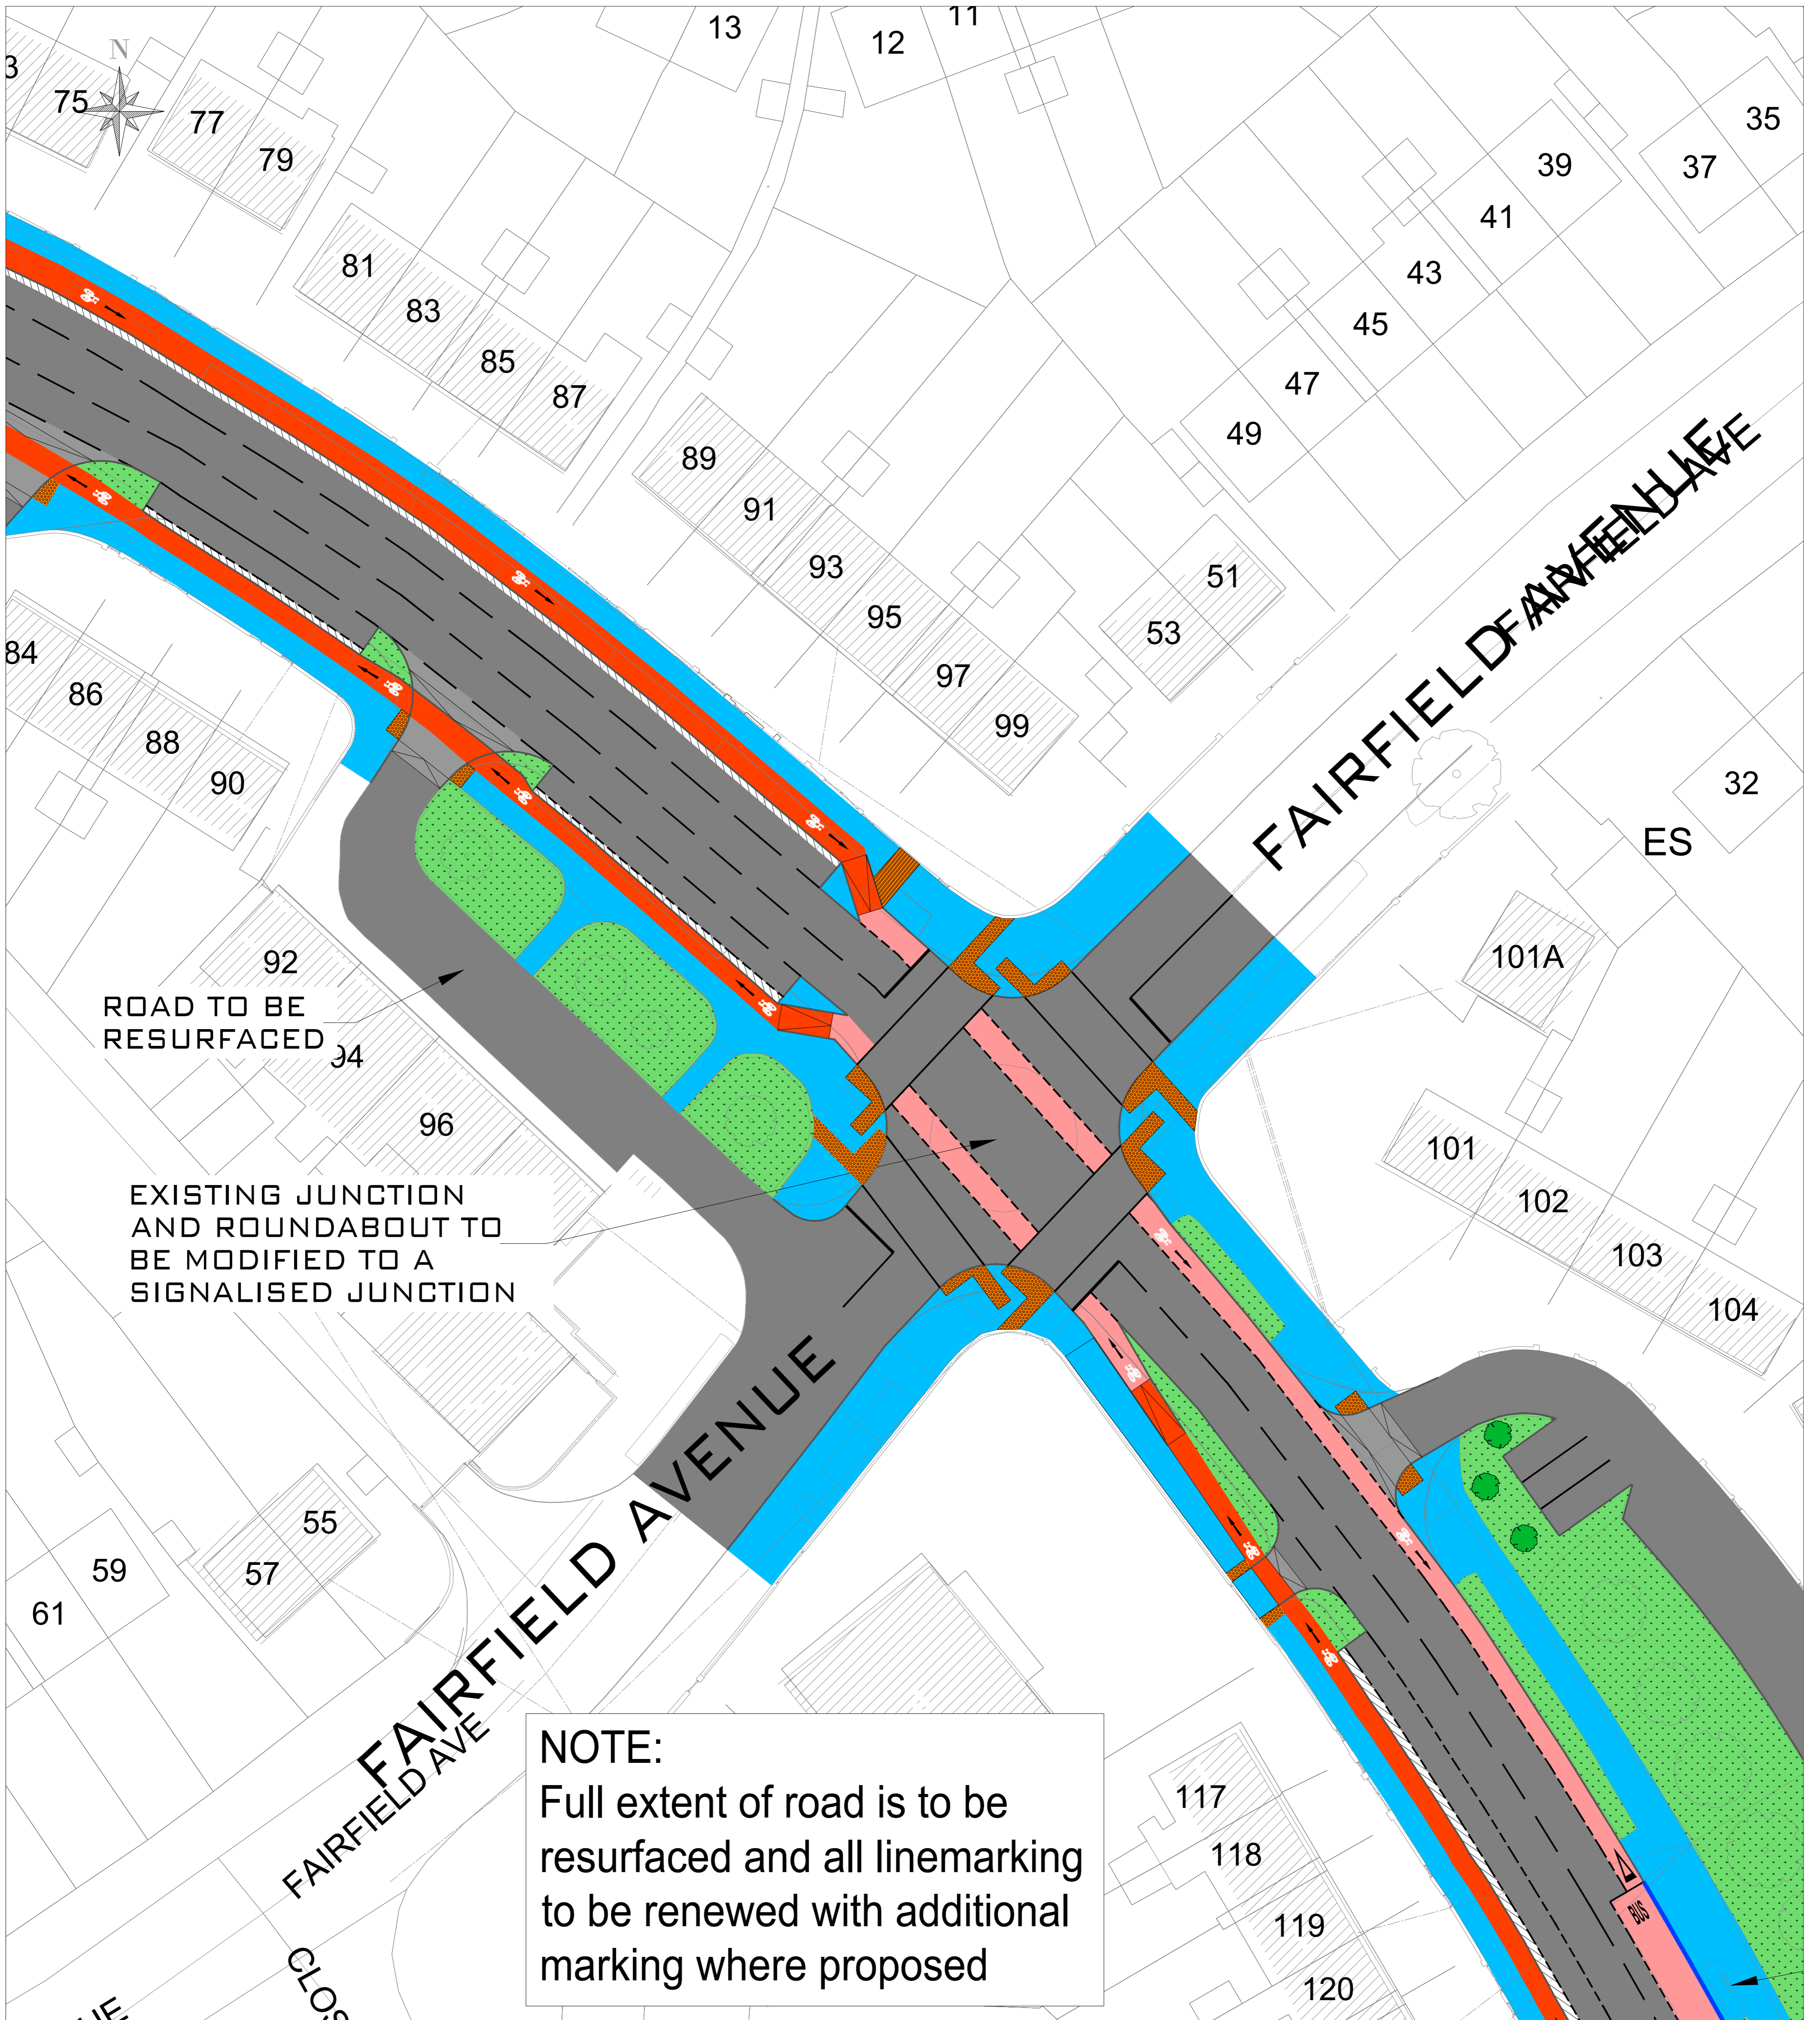 13
11
12
N
3
75
77
79
35
37
39
41
43
45
47
49
81
83
85
87
89
91
93
95
97
99
51
53
FAIRFIELD AVENUE
FAIRFIELD AVE
32
ES
84
86
88
90
92
94
96
101A
101
102
103
104
ROAD TO BE
RESURFACED
EXISTING JUNCTION
AND ROUNDABOUT TO
BE MODIFIED TO A
SIGNALISED JUNCTION
FAIRFIELD AVENUE
FAIRFIELD AVE
55
57
59
61
NOTE:
Full extent of road is to be
resurfaced and all linemarking
to be renewed with additional
marking where proposed
117
118
119
120
BUS
CLOS
UE